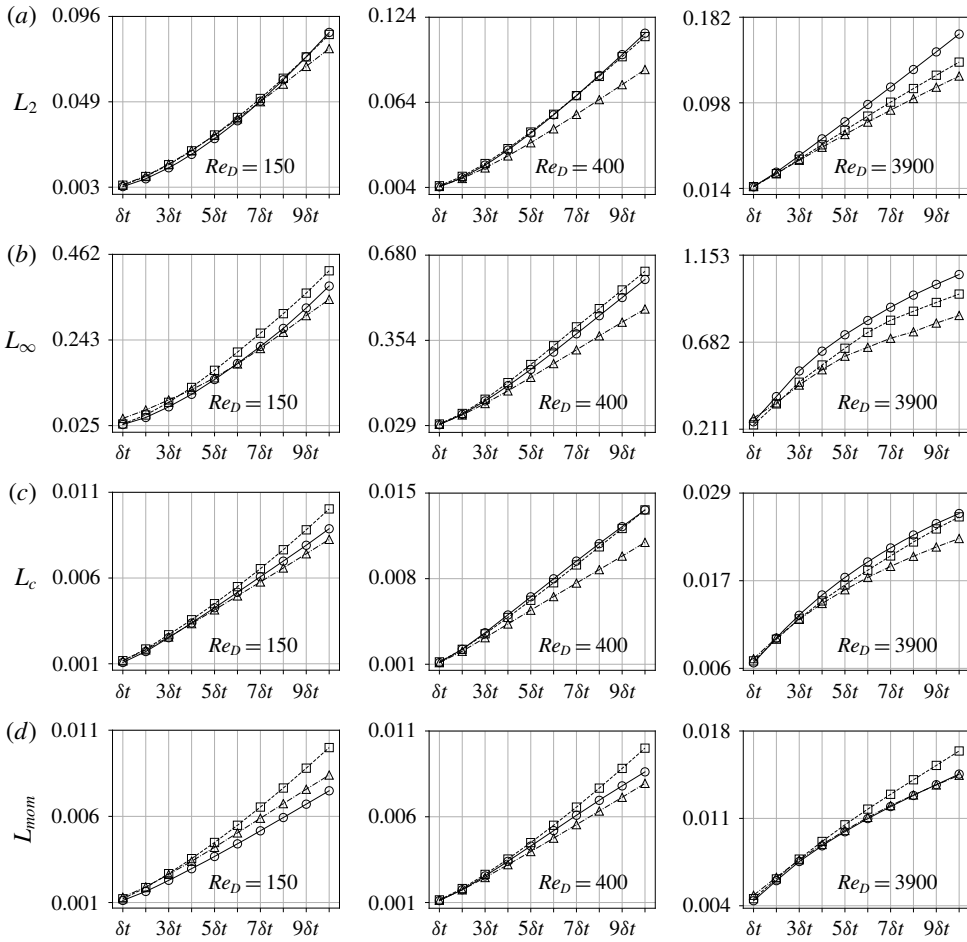 (a) 0.096 0.124 0.182
L2 0.049 0.064 0.098
0.003 0.004 0.014
Re_D = 150 Re_D = 400 Re_D = 3900
δt 3δt 5δt 7δt 9δt δt 3δt 5δt 7δt 9δt δt 3δt 5δt 7δt 9δt
(b) 0.462 0.680 1.153
L∞ 0.243 0.354 0.682
Re_D = 150 Re_D = 400 Re_D = 3900
0.025 0.029 0.211
δt 3δt 5δt 7δt 9δt δt 3δt 5δt 7δt 9δt δt 3δt 5δt 7δt 9δt
(c) 0.011 0.015 0.029
L_c 0.006 0.008 0.017
Re_D = 150 Re_D = 400 Re_D = 3900
0.001 0.001 0.006
δt 3δt 5δt 7δt 9δt δt 3δt 5δt 7δt 9δt δt 3δt 5δt 7δt 9δt
(d) 0.011 0.011 0.018
L_mom 0.006 0.006 0.011
Re_D = 150 Re_D = 400 Re_D = 3900
0.001 0.001 0.004
δt 3δt 5δt 7δt 9δt δt 3δt 5δt 7δt 9δt δt 3δt 5δt 7δt 9δt